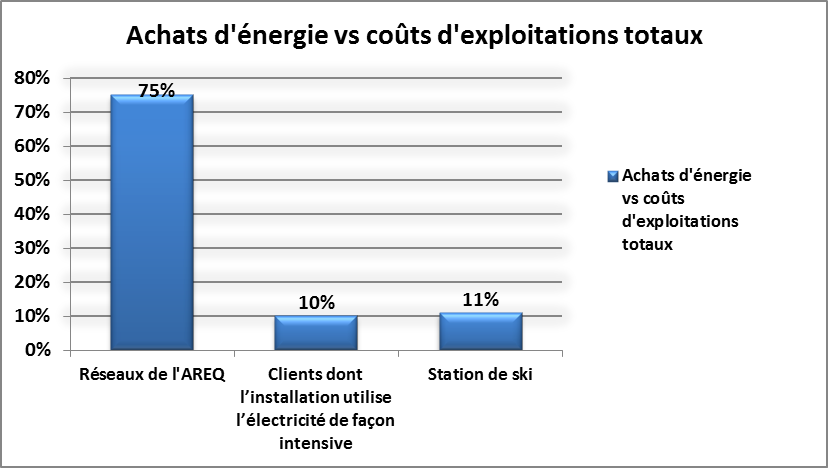 Achats d'énergie vs coûts d'exploitations totaux
80%
70%
60%
50%
40%
30%
20%
10%
0%
75%
10%
11%
Réseaux de l'AREQ
Clients dont
l’installation utilise
l’électricité de façon
intensive
Station de ski
Achats d'énergie
vs coûts
d'exploitations
totaux